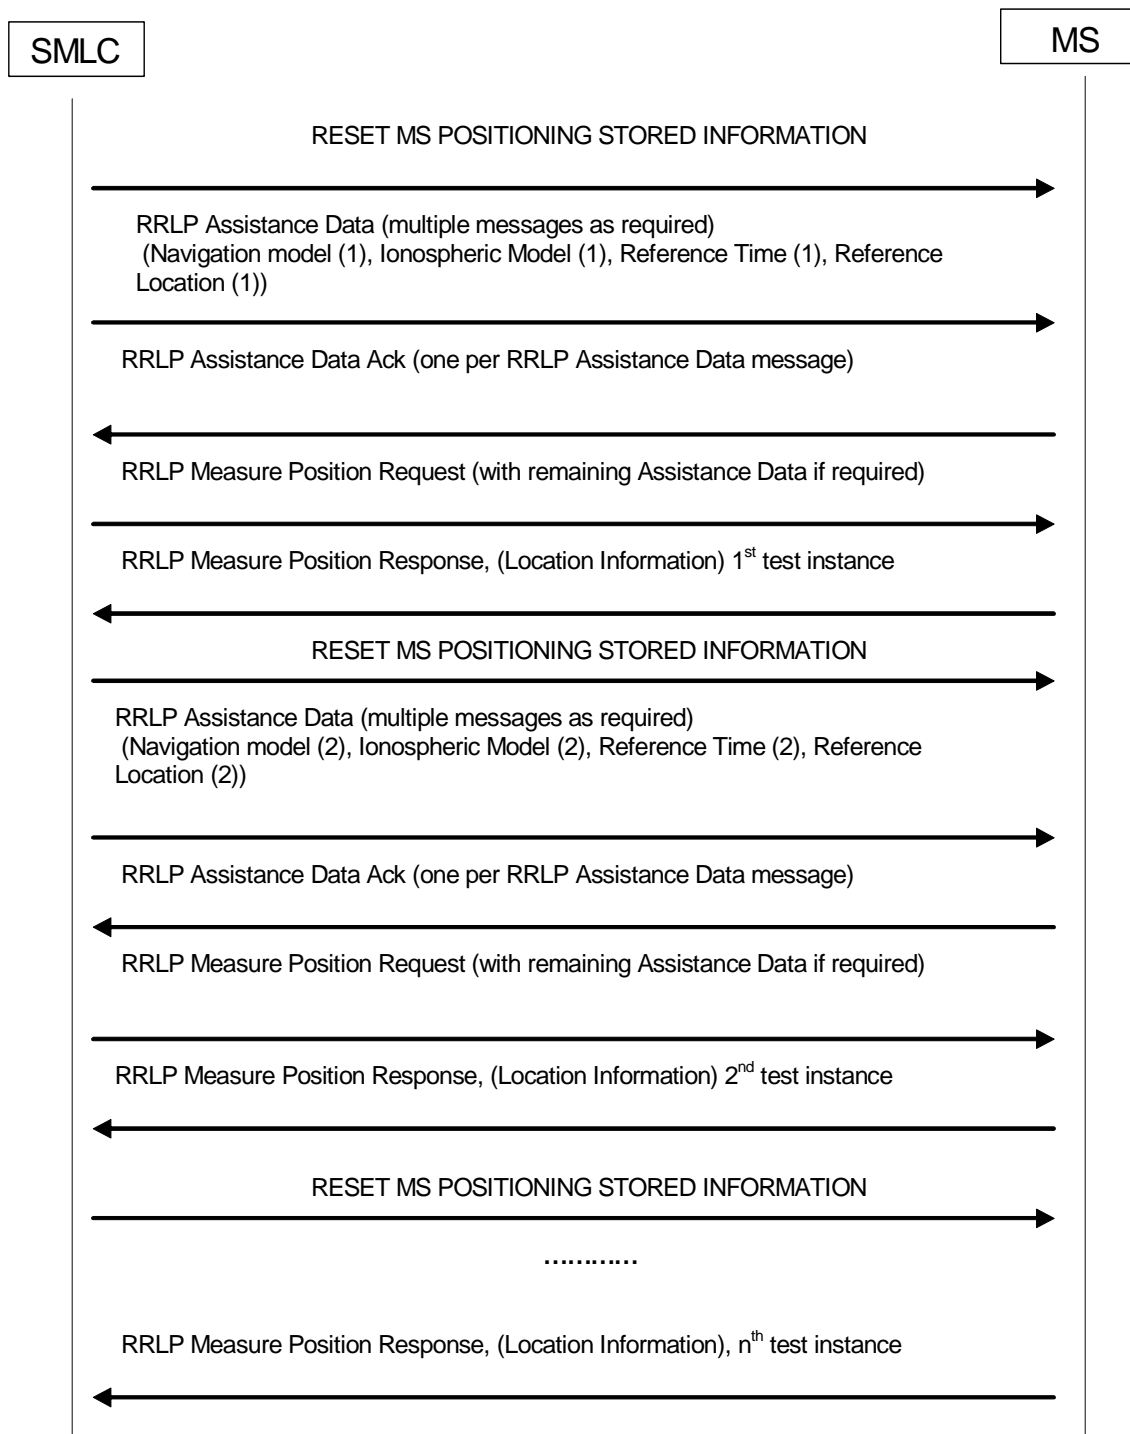 SMLC
MS
RESET MS POSITIONING STORED INFORMATION
RRLP Assistance Data (multiple messages as required)
(Navigation model (1), Ionospheric Model (1), Reference Time (1), Reference
Location (1))
RRLP Assistance Data Ack (one per RRLP Assistance Data message)
RRLP Measure Position Request (with remaining Assistance Data if required)
RRLP Measure Position Response, (Location Information) 1st test instance
RESET MS POSITIONING STORED INFORMATION
RRLP Assistance Data (multiple messages as required)
(Navigation model (2), Ionospheric Model (2), Reference Time (2), Reference
Location (2))
RRLP Assistance Data Ack (one per RRLP Assistance Data message)
RRLP Measure Position Request (with remaining Assistance Data if required)
RRLP Measure Position Response, (Location Information) 2nd test instance
RESET MS POSITIONING STORED INFORMATION
…………
RRLP Measure Position Response, (Location Information), nth test instance